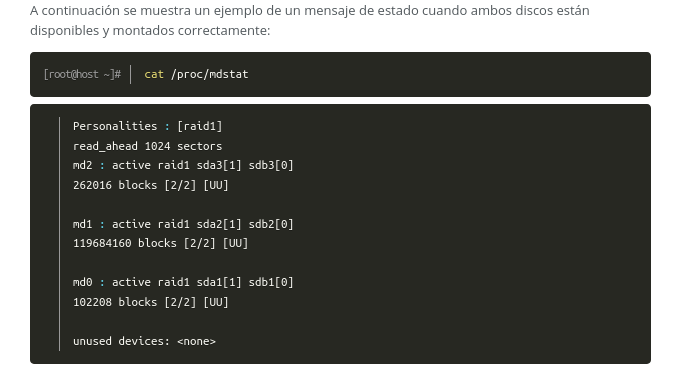 A continuación se muestra un ejemplo de un mensaje de estado cuando ambos discos están
disponibles y montados correctamente:
[root@host ~]# cat /proc/mdstat
Personalities : [raid1]
read_ahead 1024 sectors
md2 : active raid1 sda3[1] sdb3[0]
262016 blocks [2/2] [UU]
md1 : active raid1 sda2[1] sdb2[0]
119684160 blocks [2/2] [UU]
md0 : active raid1 sda1[1] sdb1[0]
102208 blocks [2/2] [UU]
unused devices: <none>